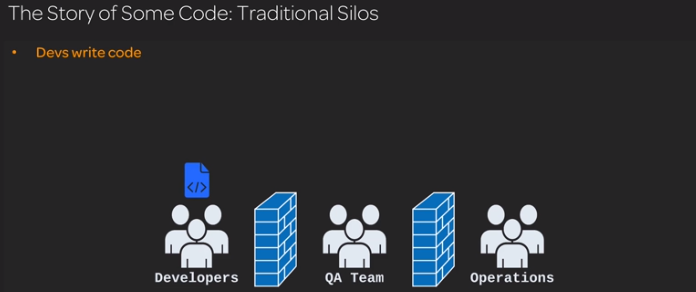 The Story of Some Code: Traditional Silos
• Devs write code
</>
Developers
QA Team
Operations